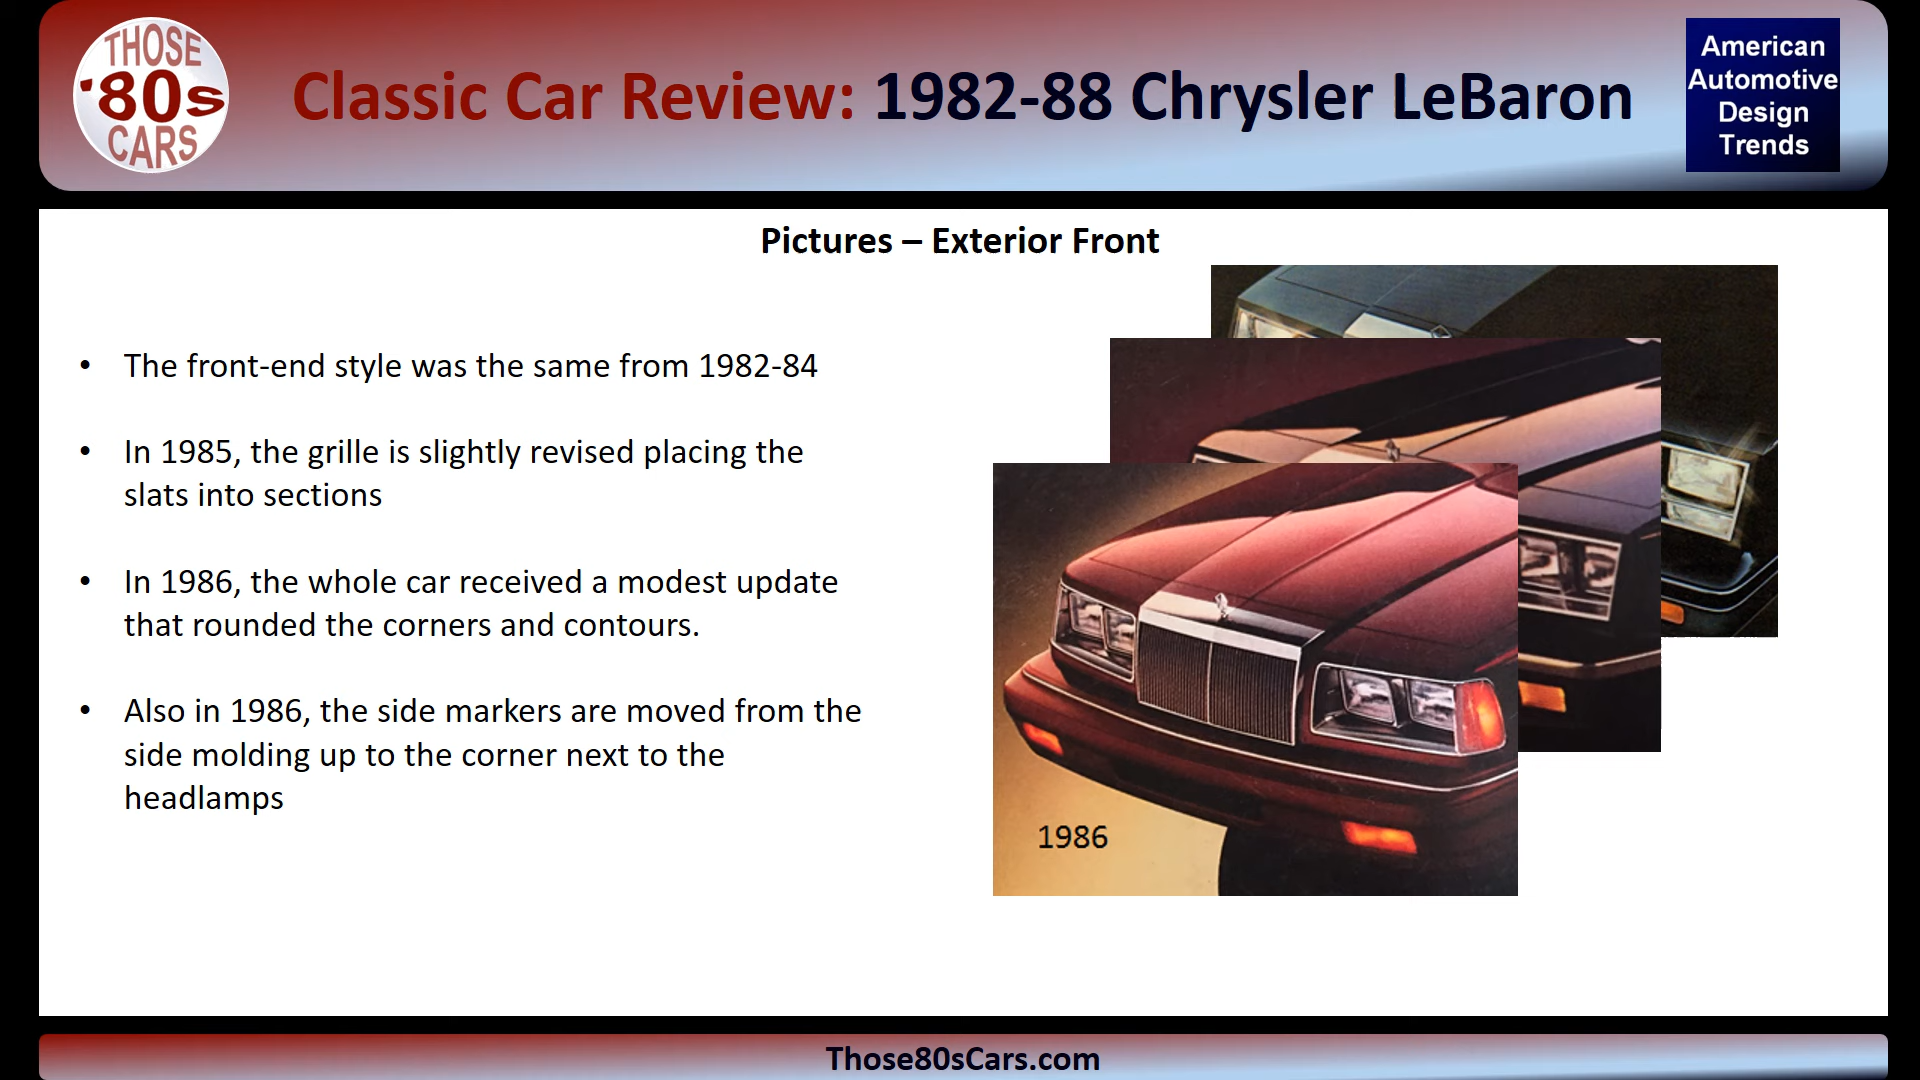 THOSE
'80s
CARS
Classic Car Review: 1982-88 Chrysler LeBaron
American
Automotive
Design
Trends
Pictures – Exterior Front
• The front-end style was the same from 1982-84
• In 1985, the grille is slightly revised placing the
slats into sections
• In 1986, the whole car received a modest update
that rounded the corners and contours.
• Also in 1986, the side markers are moved from the
side molding up to the corner next to the
headlamps
1986
Those80sCars.com